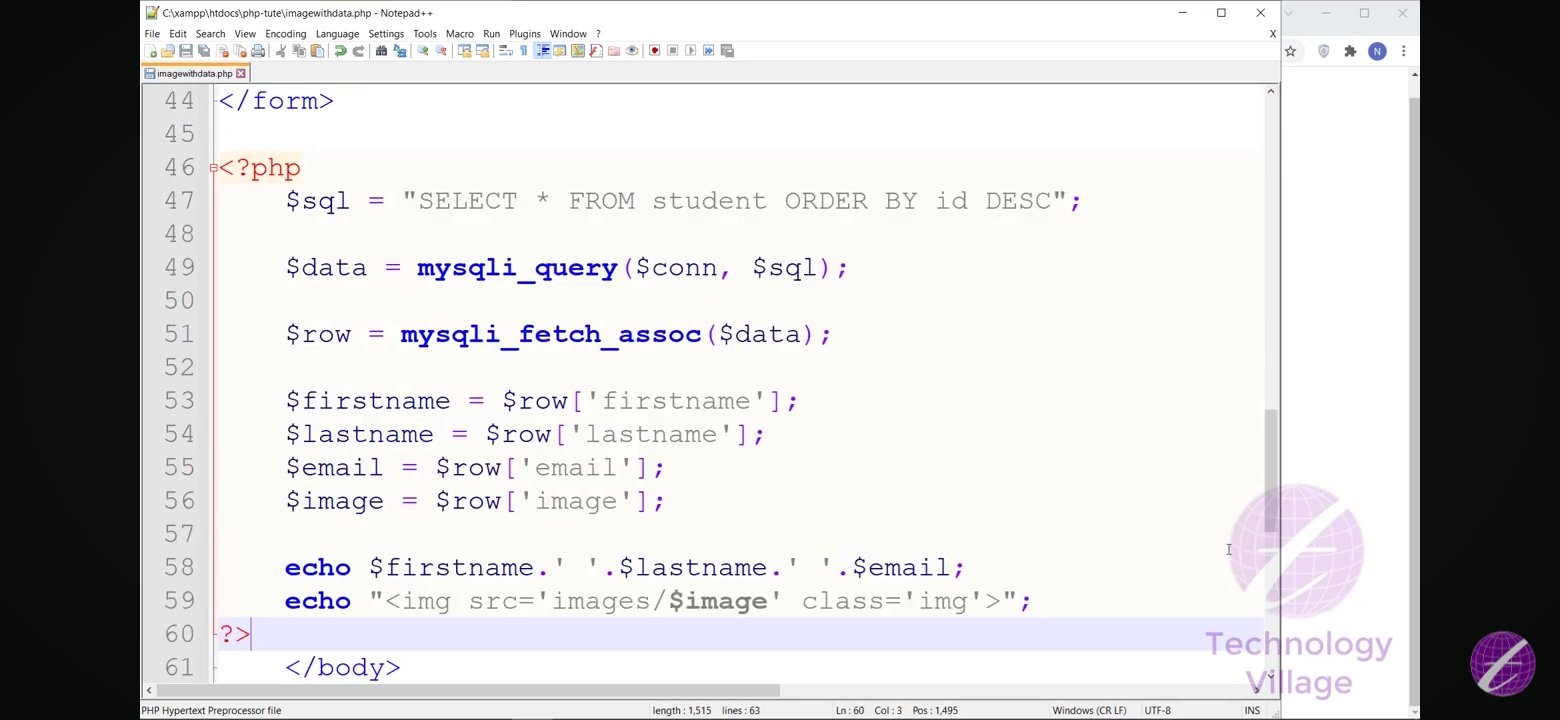 C:\xampp\htdocs\php-tute\imagewithdata.php - Notepad++
File Edit Search View Encoding Language Settings Tools Macro Run Plugins Window ? X
N
imagewithdata.php
44 </form>
45
46 <?php
47 $sql = "SELECT * FROM student ORDER BY id DESC";
48
49 $data = mysqli_query($conn, $sql);
50
51 $row = mysqli_fetch_assoc($data);
52
53 $firstname = $row['firstname'];
54 $lastname = $row['lastname'];
55 $email = $row['email'];
56 $image = $row['image'];
57
58 echo $firstname.' '.$lastname.' '.$email;
59 echo "<img src='images/$image' class='img'>";
60 ?>
61 </body>
Technology
Village
PHP Hypertext Preprocessor file length : 1,515 lines : 63 Ln : 60 Col : 3 Pos : 1,495 Windows (CR LF) UTF-8 INS